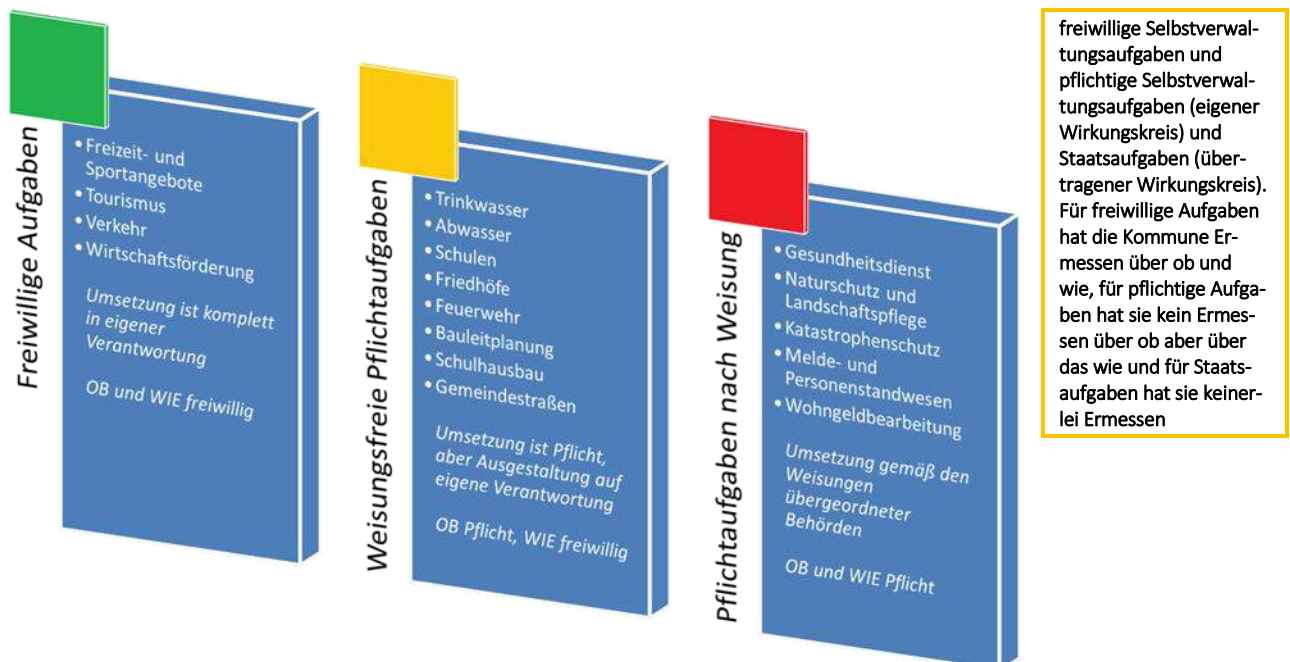 Freiwillige Aufgaben
• Freizeit- und
Sportangebote
• Tourismus
• Verkehr
• Wirtschaftsförderung
Umsetzung ist komplett
in eigener
Verantwortung
OB und WIE freiwillig
Weisungsfreie Pflichtaufgaben
• Trinkwasser
• Abwasser
• Schulen
• Friedhöfe
• Feuerwehr
• Bauleitplanung
• Schulhausbau
• Gemeindestraßen
Umsetzung ist Pflicht,
aber Ausgestaltung auf
eigene Verantwortung
OB Pflicht, WIE freiwillig
Pflichtaufgaben nach Weisung
• Gesundheitsdienst
• Naturschutz und
Landschaftspflege
• Katastrophenschutz
• Melde- und
Personenstandwesen
• Wohngeldbearbeitung
Umsetzung gemäß den
Weisungen
übergeordneter
Behörden
OB und WIE Pflicht
freiwillige Selbstverwal-
tungsaufgaben und
pflichtige Selbstverwal-
tungsaufgaben (eigener
Wirkungskreis) und
Staatsaufgaben (über-
tragener Wirkungskreis).
Für freiwillige Aufgaben
hat die Kommune Er-
messen über ob und
wie, für pflichtige Aufga-
ben hat sie kein Ermes-
sen über ob aber über
das wie und für Staats-
aufgaben hat sie keiner-
lei Ermessen